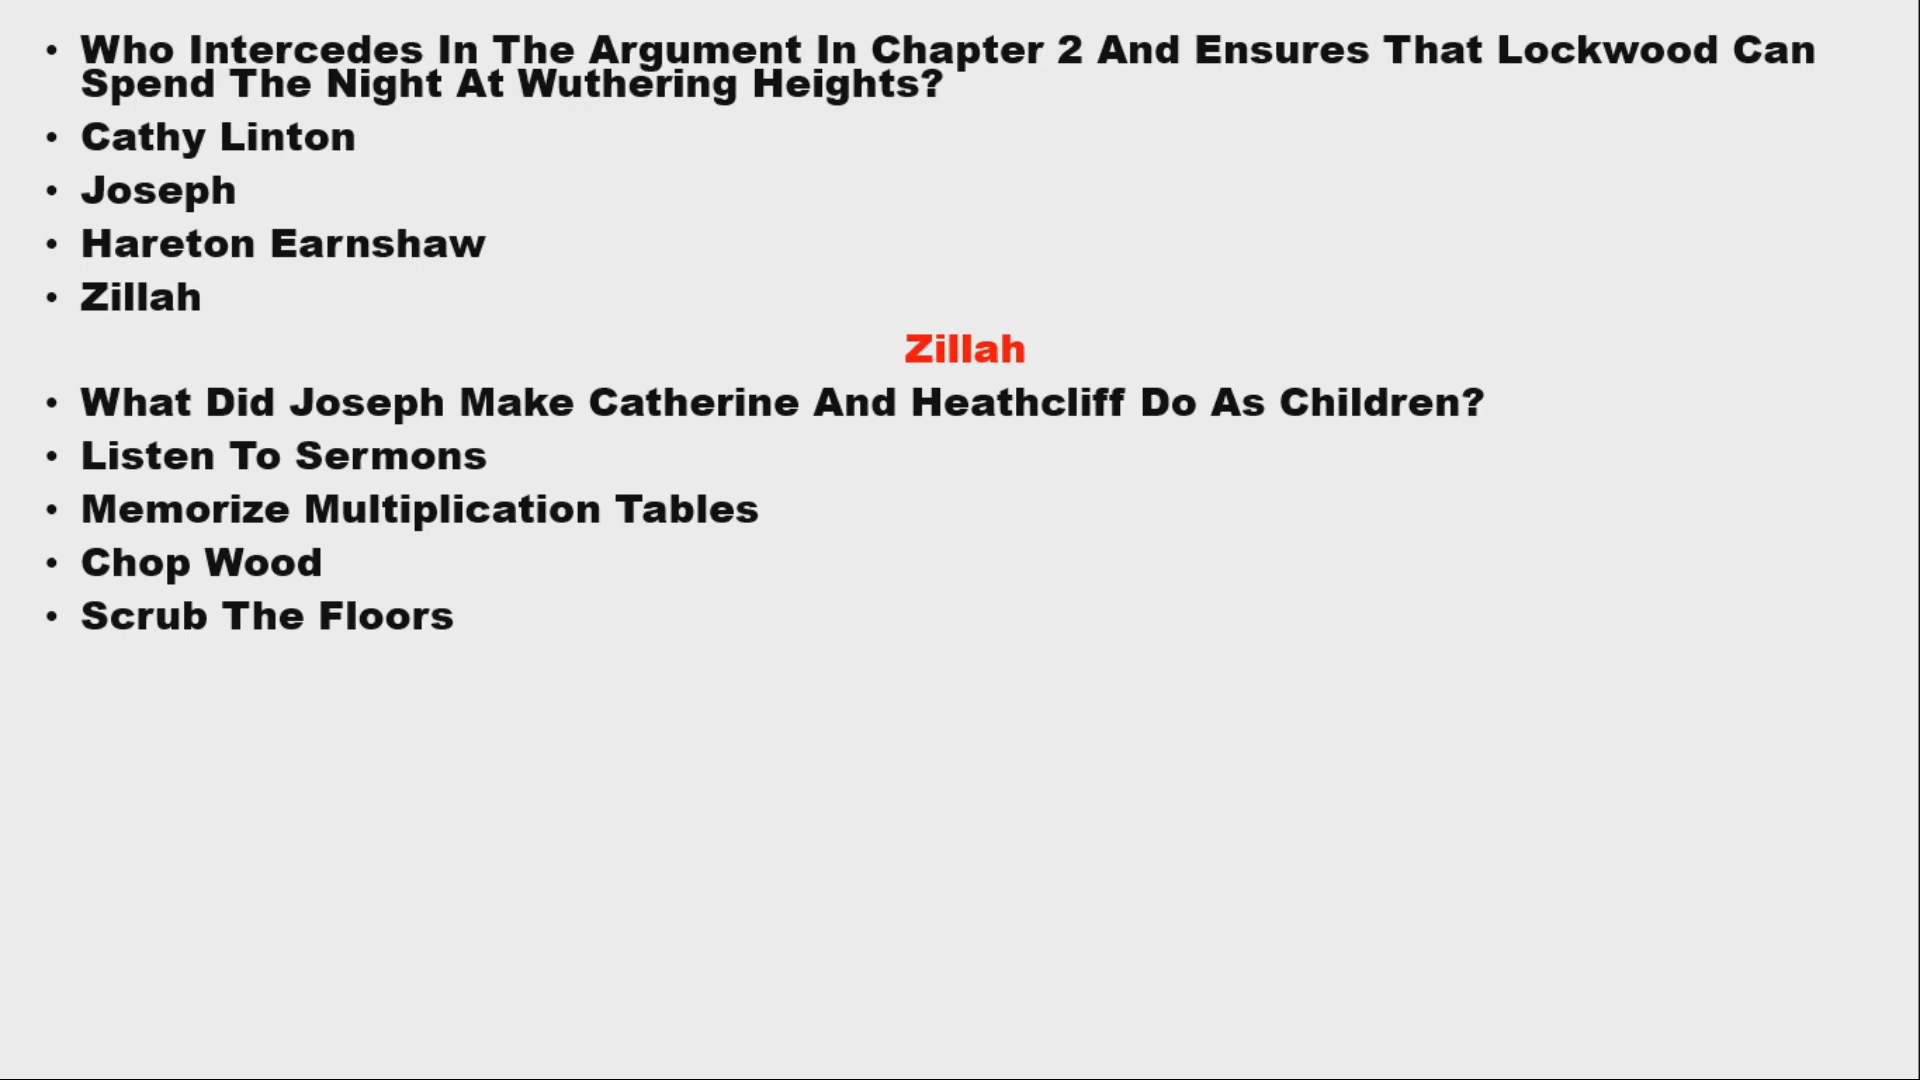 • Who Intercedes In The Argument In Chapter 2 And Ensures That Lockwood Can
Spend The Night At Wuthering Heights?
• Cathy Linton
• Joseph
• Hareton Earnshaw
• Zillah
Zillah
• What Did Joseph Make Catherine And Heathcliff Do As Children?
• Listen To Sermons
• Memorize Multiplication Tables
• Chop Wood
• Scrub The Floors